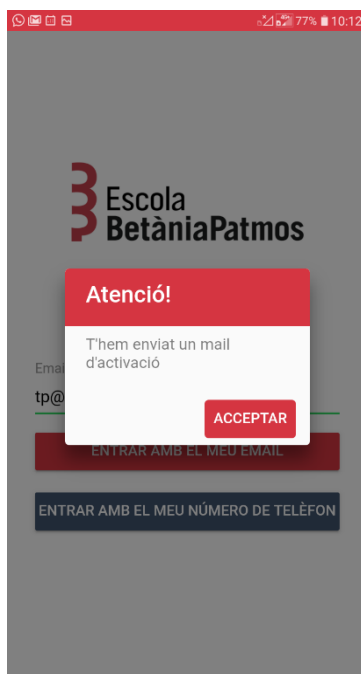 77% 10:12
Escola
BetàniaPatmos
Atenció!
T'hem enviat un mail
d'activació
Emai
tp@
ACCEPTAR
ENTRAR AMB EL MEU EMAIL
ENTRAR AMB EL MEU NÚMERO DE TELÈFON